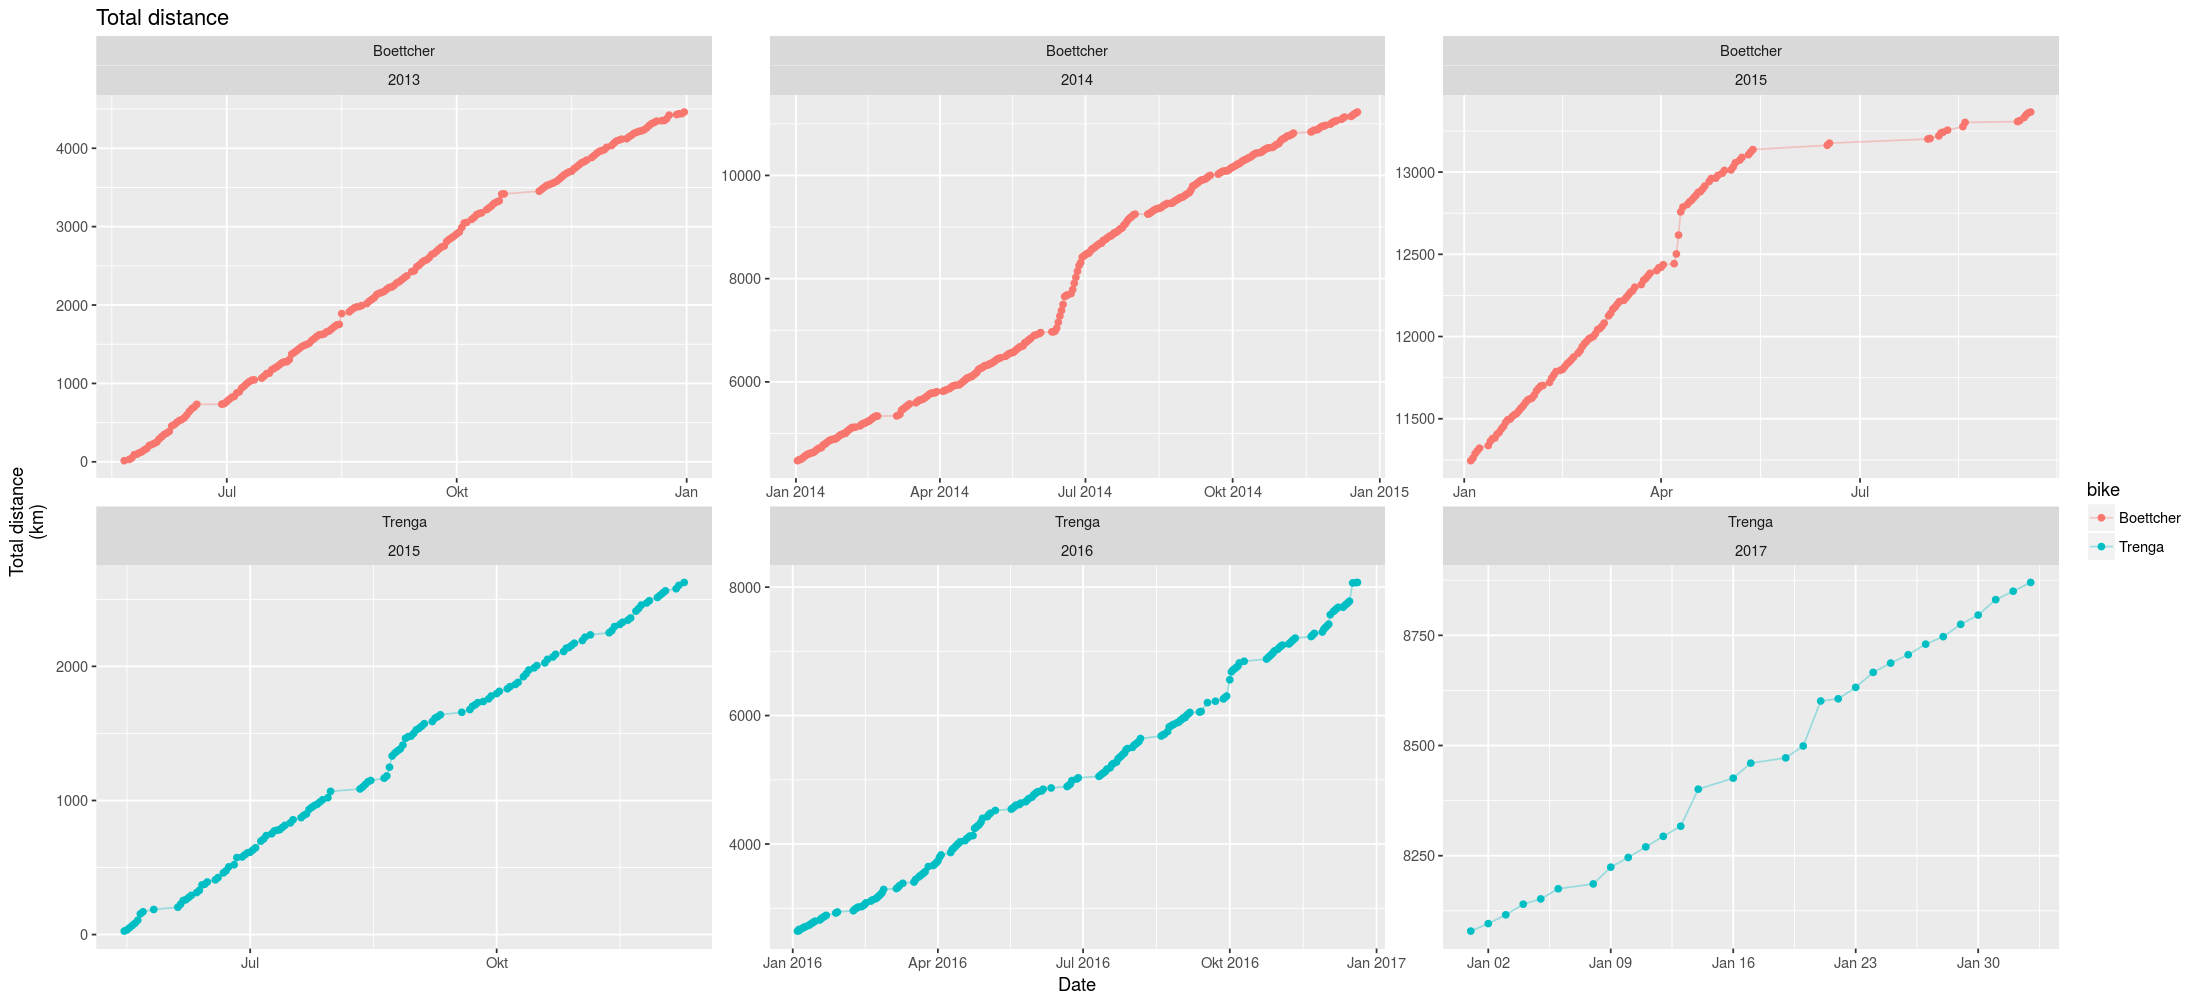 Total distance
Boettcher
2013
4000
3000
2000
1000
0
Jul
Okt
Jan
Boettcher
2014
10000
8000
6000
Jan 2014
Apr 2014
Jul 2014
Okt 2014
Jan 2015
Boettcher
2015
13000
12500
12000
11500
Jan
Apr
Jul
Trenga
2015
2000
1000
0
Jul
Okt
Trenga
2016
8000
6000
4000
Jan 2016
Apr 2016
Jul 2016
Okt 2016
Jan 2017
Trenga
2017
8750
8500
8250
Jan 02
Jan 09
Jan 16
Jan 23
Jan 30
Total distance
(km)
Date
bike
Boettcher
Trenga